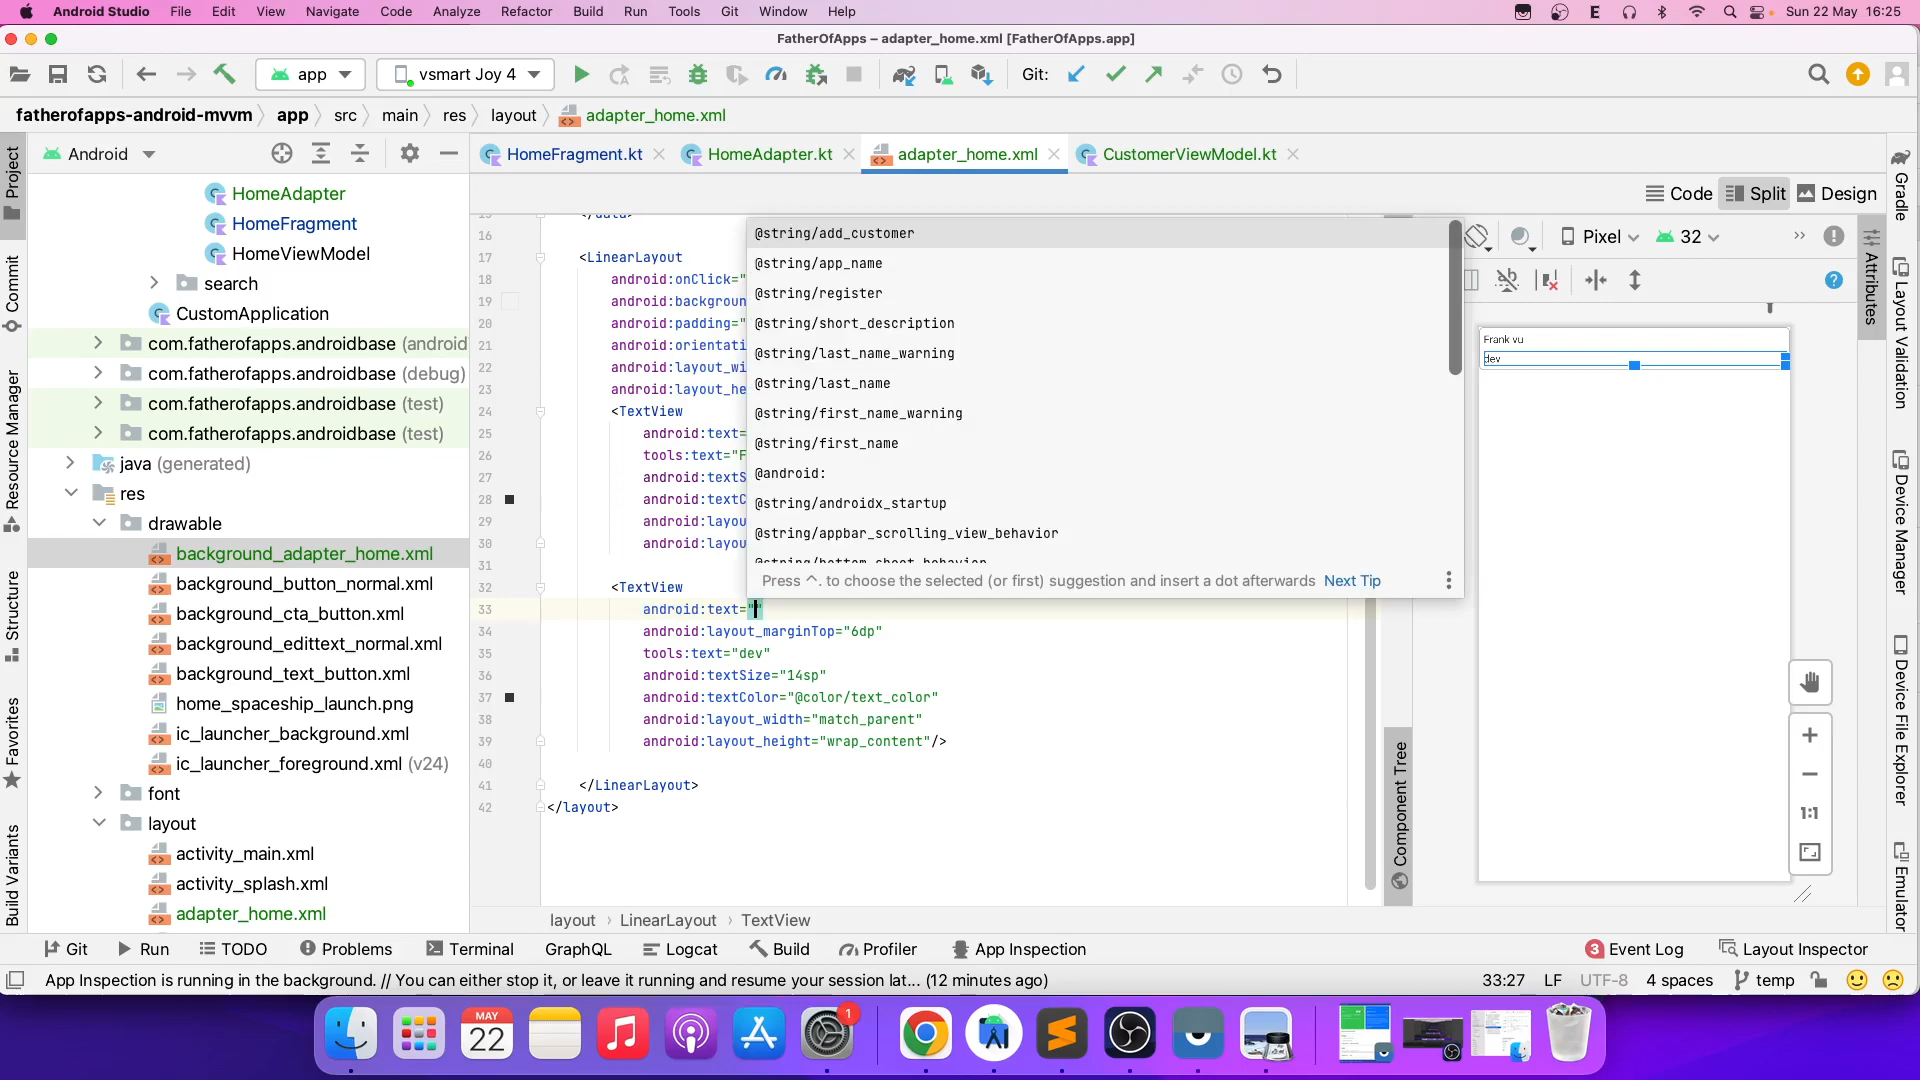 Android Studio File Edit View Navigate Code Analyze Refactor Build Run Tools Git Window Help Sun 22 May 16:25
FatherOfApps – adapter_home.xml [FatherOfApps.app]
app vsmart Joy 4 Git:
fatherofapps-android-mvvm app src main res layout adapter_home.xml
Android HomeFragment.kt HomeAdapter.kt adapter_home.xml CustomerViewModel.kt
Code Split Design
Project
Commit
Resource Manager
Structure
Favorites
Build Variants
HomeAdapter
HomeFragment
HomeViewModel
search
CustomApplication
com.fatherofapps.androidbase (android
com.fatherofapps.androidbase (debug)
com.fatherofapps.androidbase (test)
com.fatherofapps.androidbase (test)
java (generated)
res
drawable
background_adapter_home.xml
background_button_normal.xml
background_cta_button.xml
background_edittext_normal.xml
background_text_button.xml
home_spaceship_launch.png
ic_launcher_background.xml
ic_launcher_foreground.xml (v24)
font
layout
activity_main.xml
activity_splash.xml
adapter_home.xml
16
17 <LinearLayout
18 android:onClick="
19 android:backgroun
20 android:padding="
21 android:orientati
22 android:layout_wi
23 android:layout_he
24 <TextView
25 android:text=
26 tools:text="F
27 android:textS
28 android:textC
29 android:layou
30 android:layou
31
32 <TextView
33 android:text=""
34 android:layout_marginTop="6dp"
35 tools:text="dev"
36 android:textSize="14sp"
37 android:textColor="@color/text_color"
38 android:layout_width="match_parent"
39 android:layout_height="wrap_content"/>
40
41 </LinearLayout>
42 </layout>
@string/add_customer
@string/app_name
@string/register
@string/short_description
@string/last_name_warning
@string/last_name
@string/first_name_warning
@string/first_name
@android:
@string/androidx_startup
@string/appbar_scrolling_view_behavior
@string/bottom_sheet_behavior
Press ^. to choose the selected (or first) suggestion and insert a dot afterwards Next Tip
Pixel 32
Frank vu
dev
1:1
Component Tree
Attributes
Gradle
Layout Validation
Device Manager
Device File Explorer
Emulator
layout LinearLayout TextView
Git Run TODO Problems Terminal GraphQL Logcat Build Profiler App Inspection 3 Event Log Layout Inspector
App Inspection is running in the background. // You can either stop it, or leave it running and resume your session lat... (12 minutes ago) 33:27 LF UTF-8 4 spaces temp
MAY
22
1